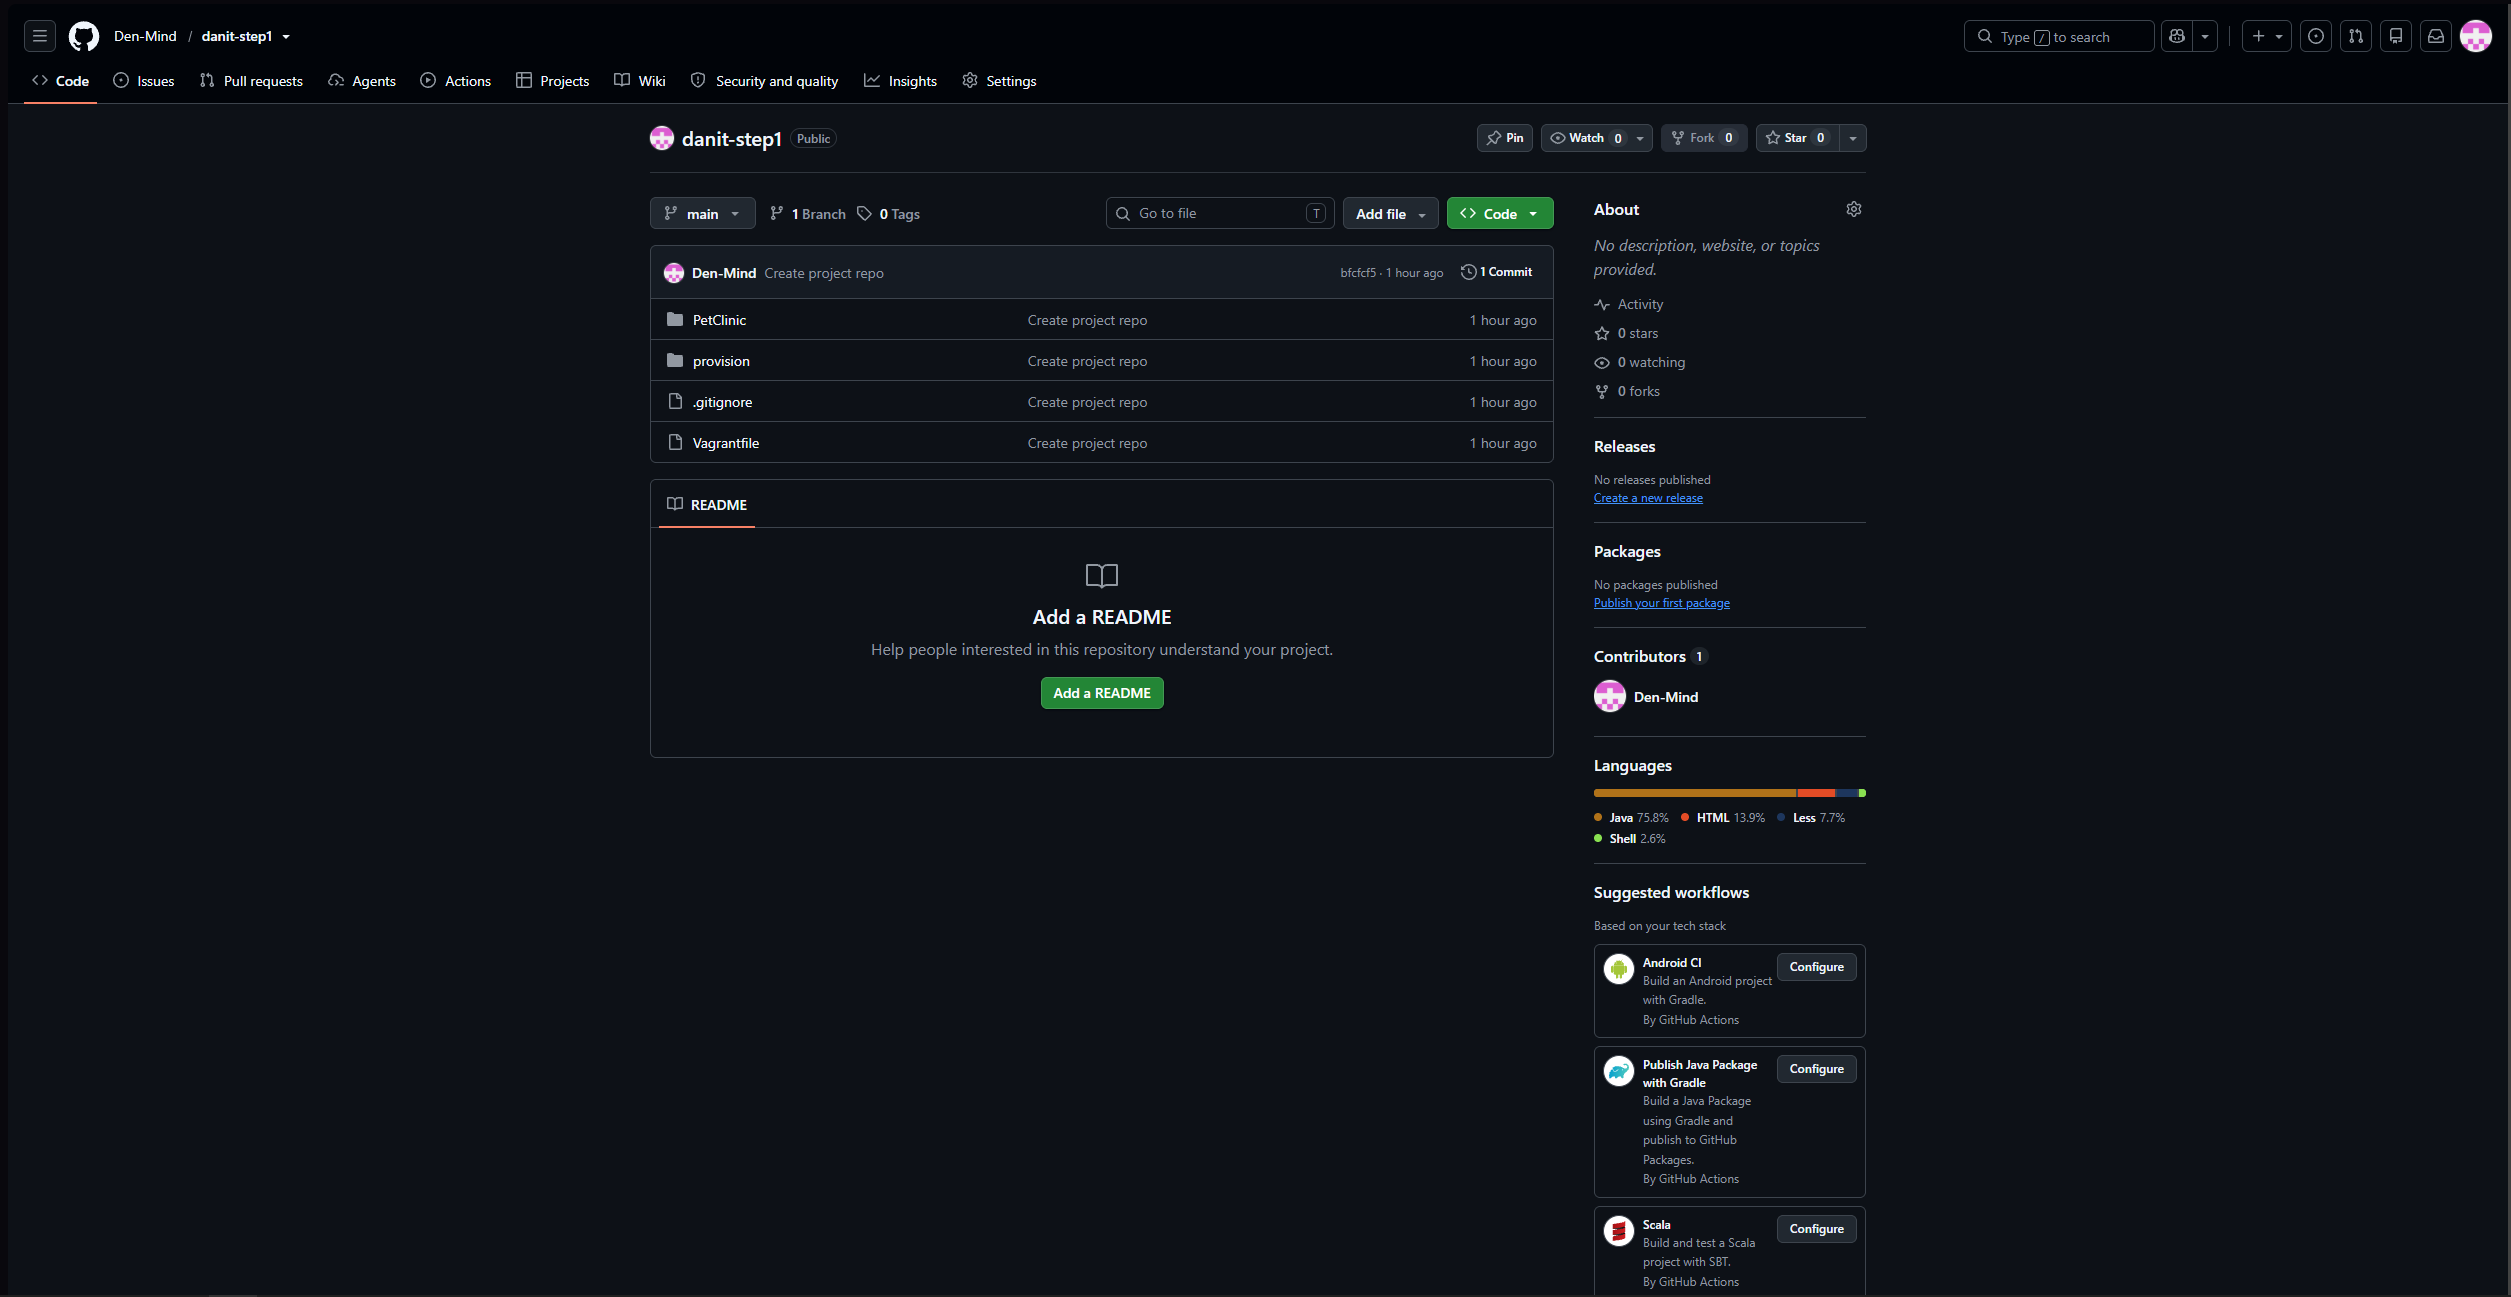 Den-Mind / danit-step1
Type / to search
Code
Issues
Pull requests
Agents
Actions
Projects
Wiki
Security and quality
Insights
Settings
danit-step1 Public
Pin
Watch 0
Fork 0
Star 0
main
1 Branch
0 Tags
Go to file T
Add file
Code
Den-Mind Create project repo bfcfcf5 · 1 hour ago 1 Commit
PetClinic Create project repo 1 hour ago
provision Create project repo 1 hour ago
.gitignore Create project repo 1 hour ago
Vagrantfile Create project repo 1 hour ago
README
Add a README
Help people interested in this repository understand your project.
Add a README
About
No description, website, or topics
provided.
Activity
0 stars
0 watching
0 forks
Releases
No releases published
Create a new release
Packages
No packages published
Publish your first package
Contributors 1
Den-Mind
Languages
Java 75.8% HTML 13.9% Less 7.7%
Shell 2.6%
Suggested workflows
Based on your tech stack
Android CI
Configure
Build an Android project
with Gradle.
By GitHub Actions
Publish Java Package
with Gradle
Configure
Build a Java Package
using Gradle and
publish to GitHub
Packages.
By GitHub Actions
Scala
Configure
Build and test a Scala
project with SBT.
By GitHub Actions